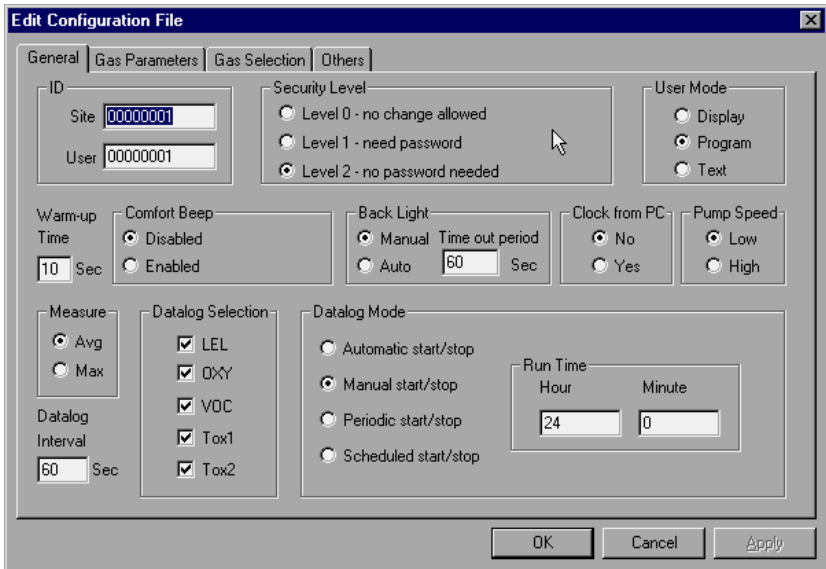 Edit Configuration File
General Gas Parameters Gas Selection Others
ID
Site 00000001
User 00000001
Security Level
Level 0 - no change allowed
Level 1 - need password
Level 2 - no password needed
User Mode
Display
Program
Text
Warm-up
Time
10 Sec
Comfort Beep
Disabled
Enabled
Back Light
Manual Time out period
Auto 60 Sec
Clock from PC
No
Yes
Pump Speed
Low
High
Measure
Avg
Max
Datalog
Interval
60 Sec
Datalog Selection
LEL
OXY
VOC
Tox1
Tox2
Datalog Mode
Automatic start/stop
Manual start/stop
Periodic start/stop
Scheduled start/stop
Run Time
Hour Minute
24 0
OK Cancel Apply